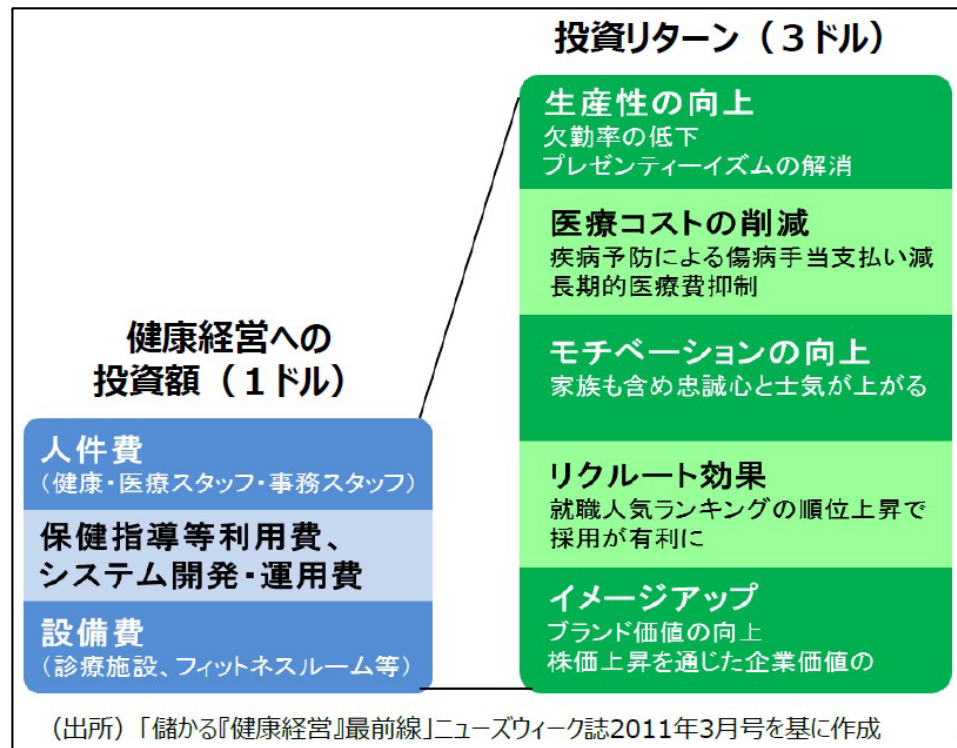 投資リターン（３ドル）
生産性の向上
欠勤率の低下
プレゼンティーイズムの解消
医療コストの削減
疾病予防による傷病手当支払い減
長期的医療費抑制
モチベーションの向上
家族も含め忠誠心と士気が上がる
リクルート効果
就職人気ランキングの順位上昇で
採用が有利に
イメージアップ
ブランド価値の向上
株価上昇を通じた企業価値の
健康経営への
投資額（１ドル）
人件費
（健康・医療スタッフ・事務スタッフ）
保健指導等利用費、
システム開発・運用費
設備費
（診療施設、フィットネスルーム等）
（出所）「儲かる『健康経営』最前線」ニューズウィーク誌2011年3月号を基に作成